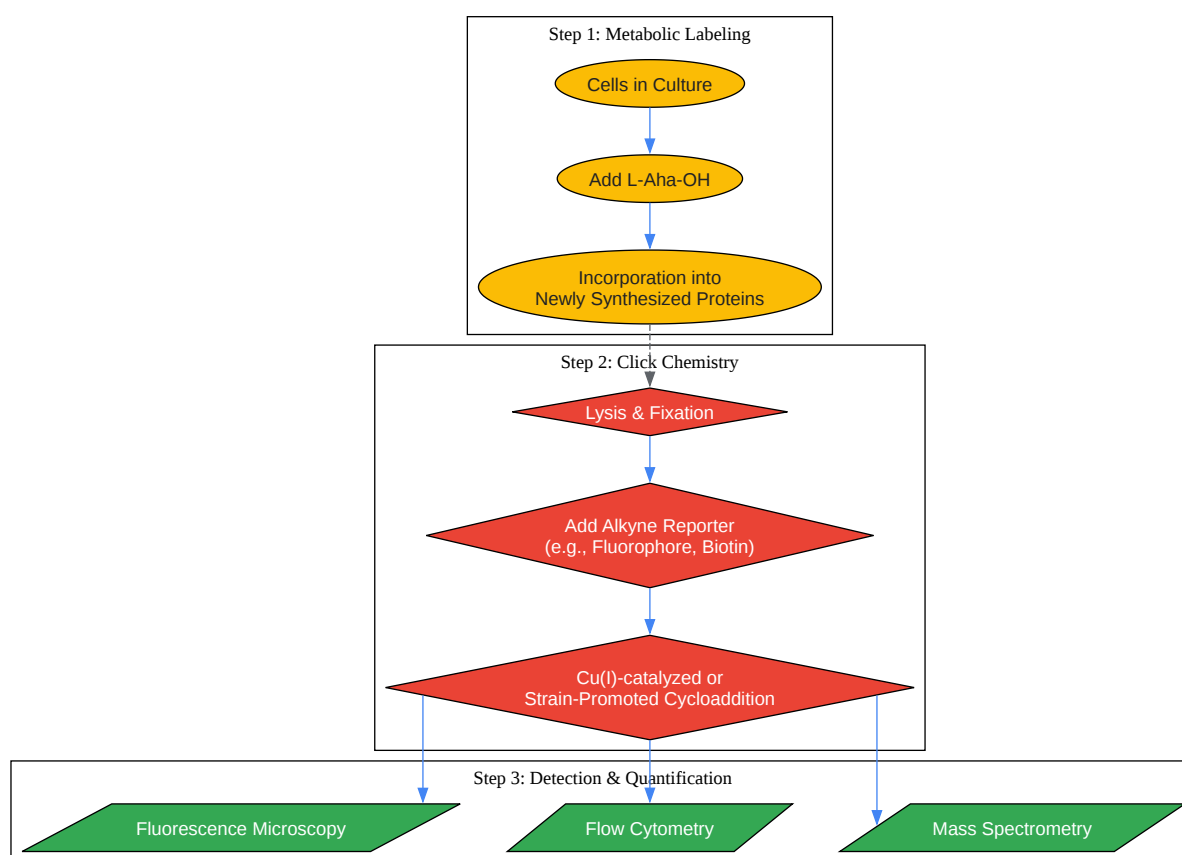 Step 1: Metabolic Labeling
Cells in Culture
Add L-Aha-OH
Incorporation into
Newly Synthesized Proteins
Step 2: Click Chemistry
Lysis & Fixation
Add Alkyne Reporter
(e.g., Fluorophore, Biotin)
Cu(I)-catalyzed or
Strain-Promoted Cycloaddition
Step 3: Detection & Quantification
Fluorescence Microscopy
Flow Cytometry
Mass Spectrometry